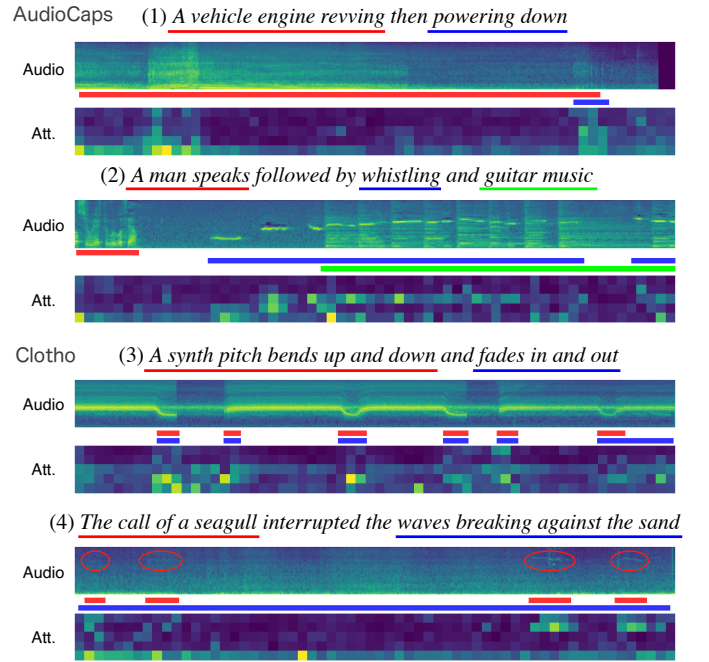 AudioCaps
(1) A vehicle engine revving then powering down
Audio
Att.
(2) A man speaks followed by whistling and guitar music
Audio
Att.
Clotho
(3) A synth pitch bends up and down and fades in and out
Audio
Att.
(4) The call of a seagull interrupted the waves breaking against the sand
Audio
Att.